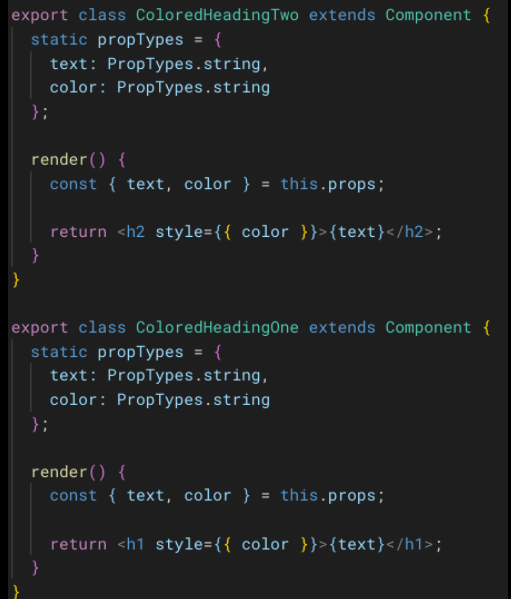 export class ColoredHeadingTwo extends Component {
  static propTypes = {
    text: PropTypes.string,
    color: PropTypes.string
  };

  render() {
    const { text, color } = this.props;

    return <h2 style={{ color }}>{text}</h2>;
  }
}

export class ColoredHeadingOne extends Component {
  static propTypes = {
    text: PropTypes.string,
    color: PropTypes.string
  };

  render() {
    const { text, color } = this.props;

    return <h1 style={{ color }}>{text}</h1>;
  }
}